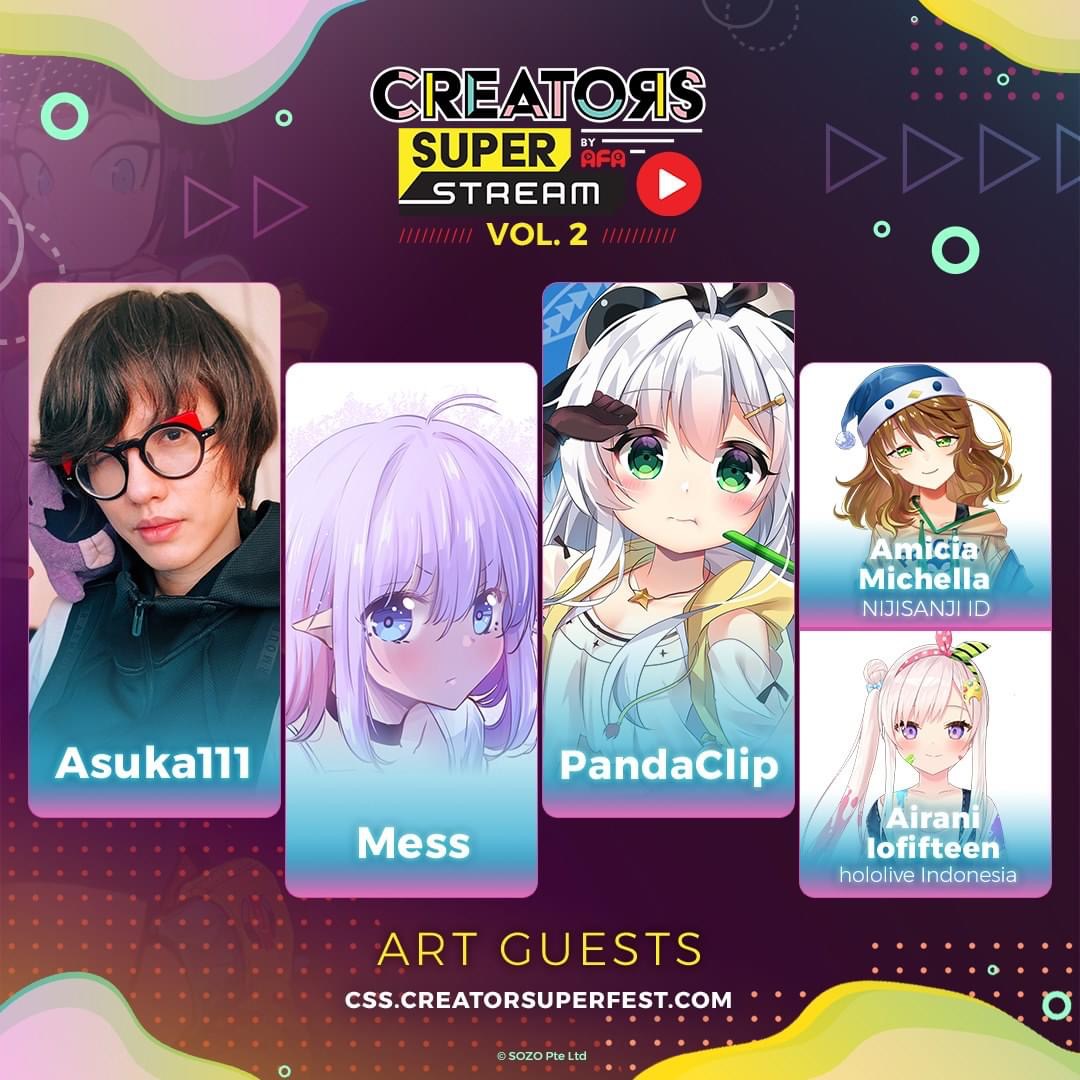 CREATORS
SUPER
BY
AFA
STREAM
VOL. 2
Asuka111
Mess
PandaClip
Amicia
Michella
NIJISANJI ID
Airani
Iofifteen
hololive Indonesia
ART GUESTS
CSS.CREATORSUPERFEST.COM
© SOZO Pte Ltd